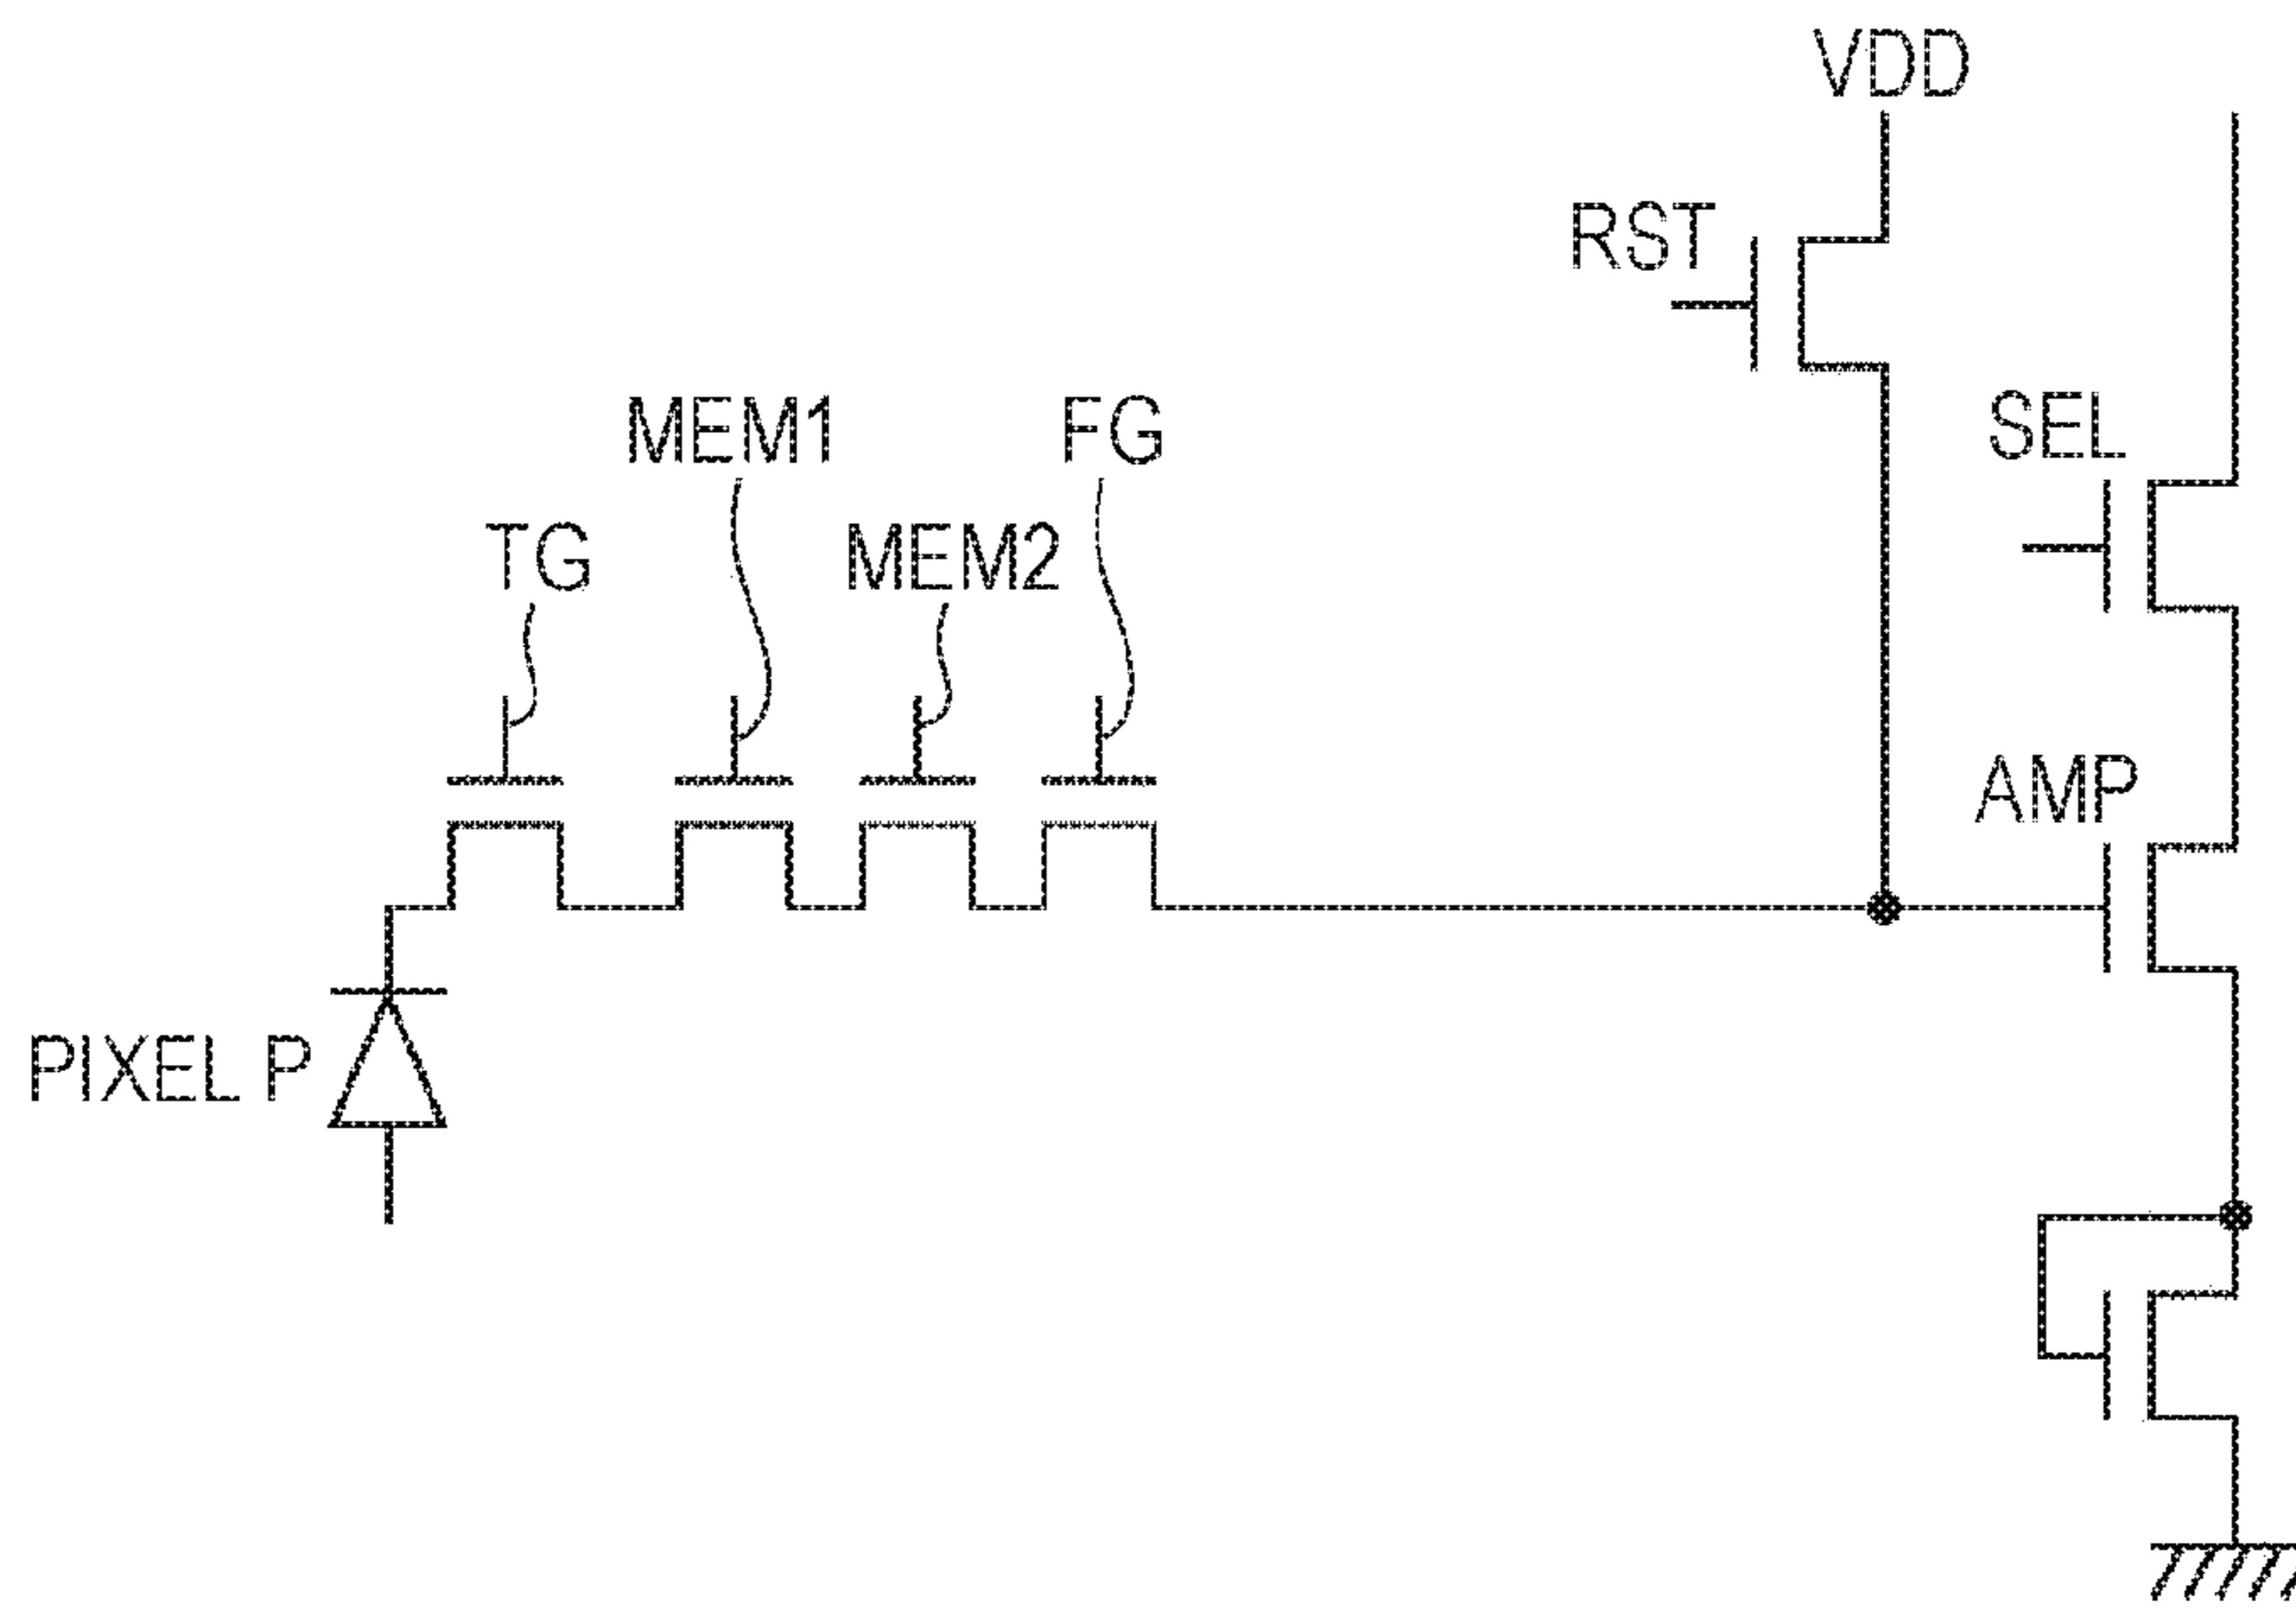 VDD
RST
SEL
MEM1
FG
TG
MEM2
AMP
PIXEL P